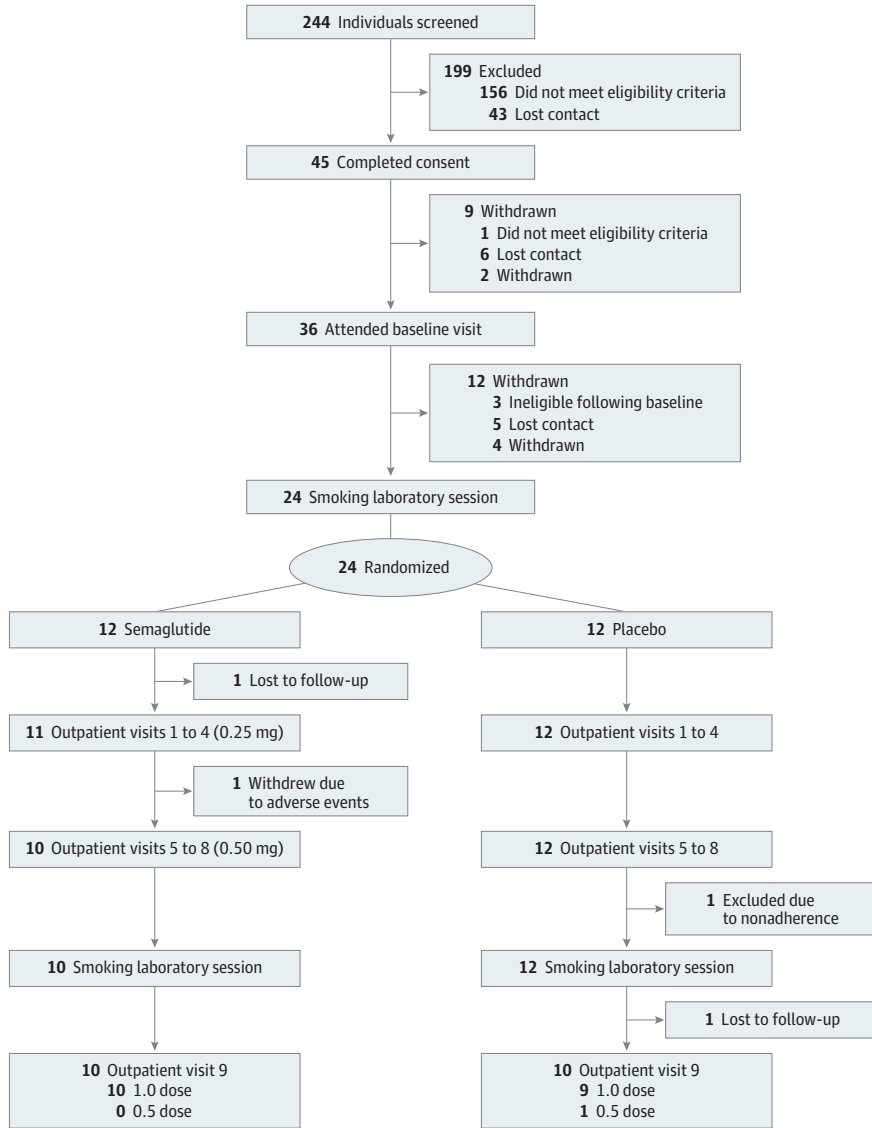 244 Individuals screened
199 Excluded
156 Did not meet eligibility criteria
43 Lost contact
45 Completed consent
9 Withdrawn
1 Did not meet eligibility criteria
6 Lost contact
2 Withdrawn
36 Attended baseline visit
12 Withdrawn
3 Ineligible following baseline
5 Lost contact
4 Withdrawn
24 Smoking laboratory session
24 Randomized
12 Semaglutide
1 Lost to follow-up
11 Outpatient visits 1 to 4 (0.25 mg)
1 Withdrew due
to adverse events
10 Outpatient visits 5 to 8 (0.50 mg)
10 Smoking laboratory session
10 Outpatient visit 9
10 1.0 dose
0 0.5 dose
12 Placebo
12 Outpatient visits 1 to 4
12 Outpatient visits 5 to 8
1 Excluded due
to nonadherence
12 Smoking laboratory session
1 Lost to follow-up
10 Outpatient visit 9
9 1.0 dose
1 0.5 dose